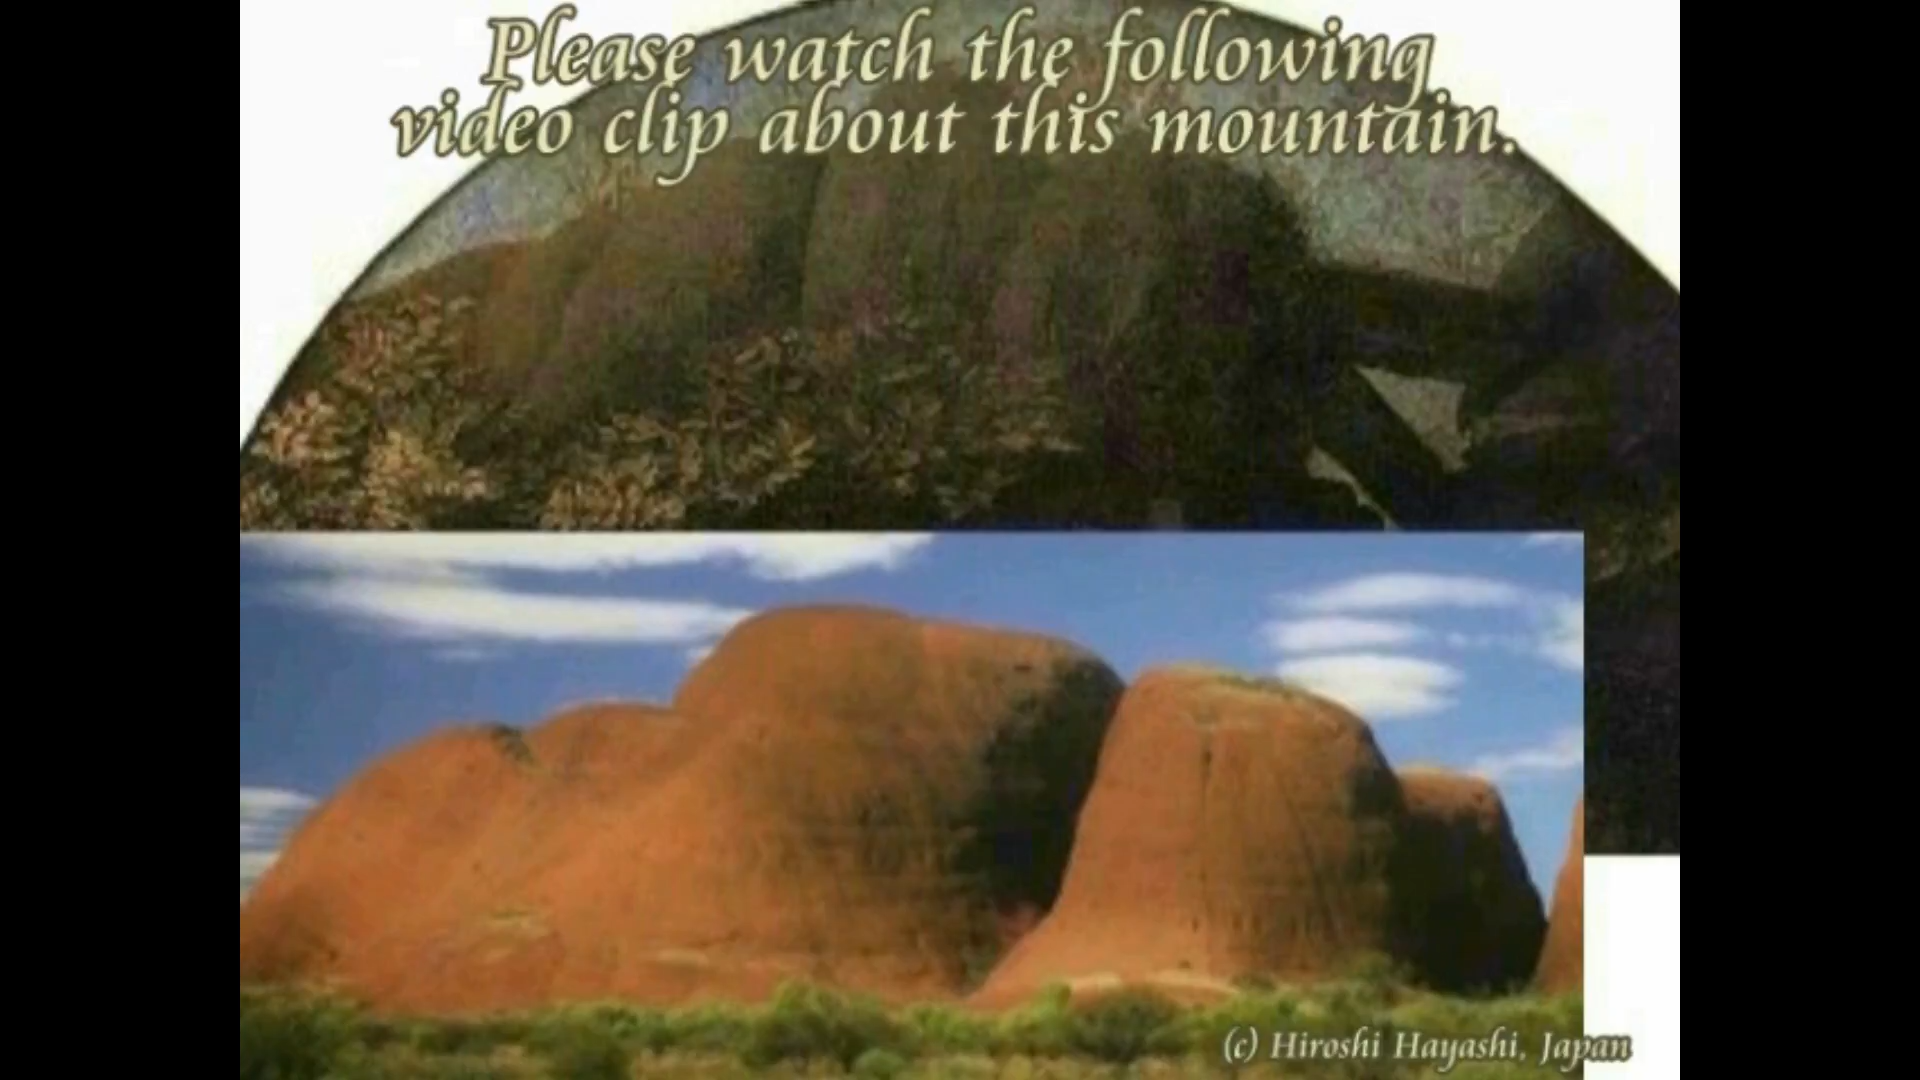 Please watch the following
video clip about this mountain.
(c) Hiroshi Hayashi, Japan